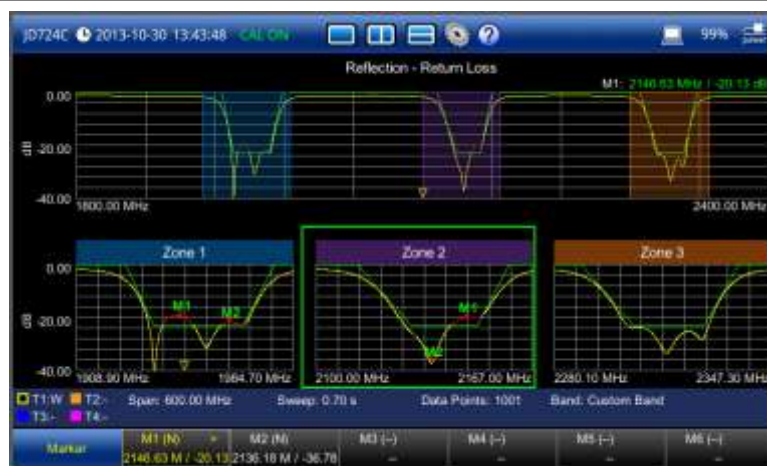 JD724C 2013-10-30 13:43:48 CAL ON 99%
Reflection - Return Loss
M1: 2146.63 MHz / -20.13 dB
0.00
dB -20.00
-40.00
1800.00 MHz 2400.00 MHz
Zone 1 Zone 2 Zone 3
0.00
M1 M2 M1
dB -20.00
M2
-40.00
1908.90 MHz 1964.70 MHz 2100.00 MHz 2167.00 MHz 2280.10 MHz 2347.30 MHz
T1:W T2:- Span: 600.00 MHz Sweep: 0.70 s Data Points: 1001 Band: Custom Band
T3:- T4:-
Marker M1 (N) M2 (N) M3 (--) M4 (--) M5 (--) M6 (--)
2146.63 M / -20.13 2136.18 M / -36.78 -- -- -- --